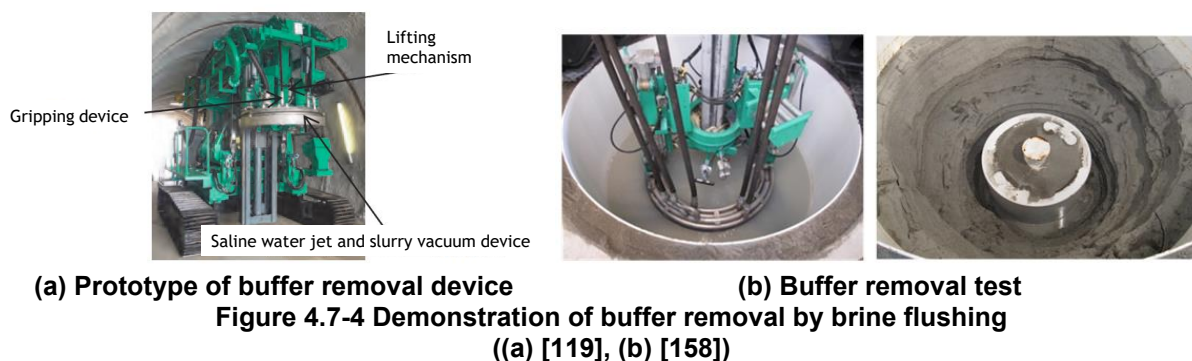 Lifting
mechanism
Gripping device
Saline water jet and slurry vacuum device
(a) Prototype of buffer removal device
(b) Buffer removal test
Figure 4.7-4 Demonstration of buffer removal by brine flushing
((a) [119], (b) [158])